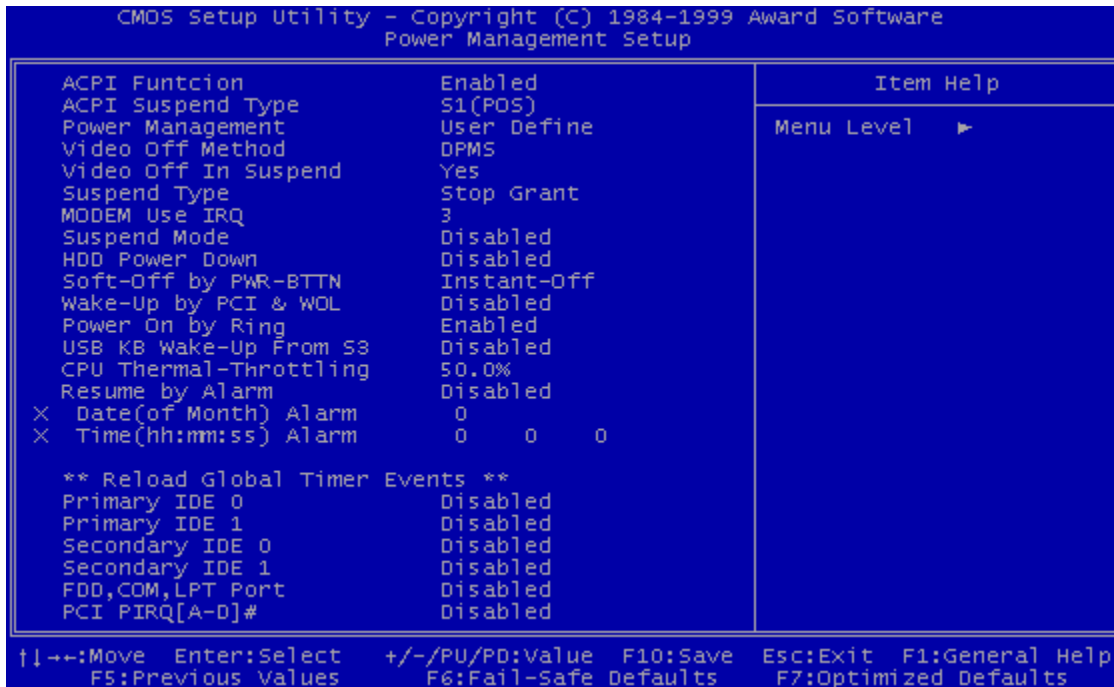 CMOS Setup Utility - Copyright (C) 1984-1999 Award Software
Power Management Setup
ACPI Funtcion Enabled
ACPI Suspend Type S1(POS)
Power Management User Define
Video Off Method DPMS
Video Off In Suspend Yes
Suspend Type Stop Grant
MODEM Use IRQ 3
Suspend Mode Disabled
HDD Power Down Disabled
Soft-Off by PWR-BTTN Instant-Off
Wake-Up by PCI & WOL Disabled
Power On by Ring Enabled
USB KB Wake-Up From S3 Disabled
CPU Thermal-Throttling 50.0%
Resume by Alarm Disabled
X Date(of Month) Alarm 0
X Time(hh:mm:ss) Alarm 0 0 0
** Reload Global Timer Events **
Primary IDE 0 Disabled
Primary IDE 1 Disabled
Secondary IDE 0 Disabled
Secondary IDE 1 Disabled
FDD,COM,LPT Port Disabled
PCI PIRQ[A-D]# Disabled
Item Help
Menu Level ►
↑↓→←:Move Enter:Select +/-/PU/PD:Value F10:Save Esc:Exit F1:General Help
F5:Previous Values F6:Fail-Safe Defaults F7:Optimized Defaults